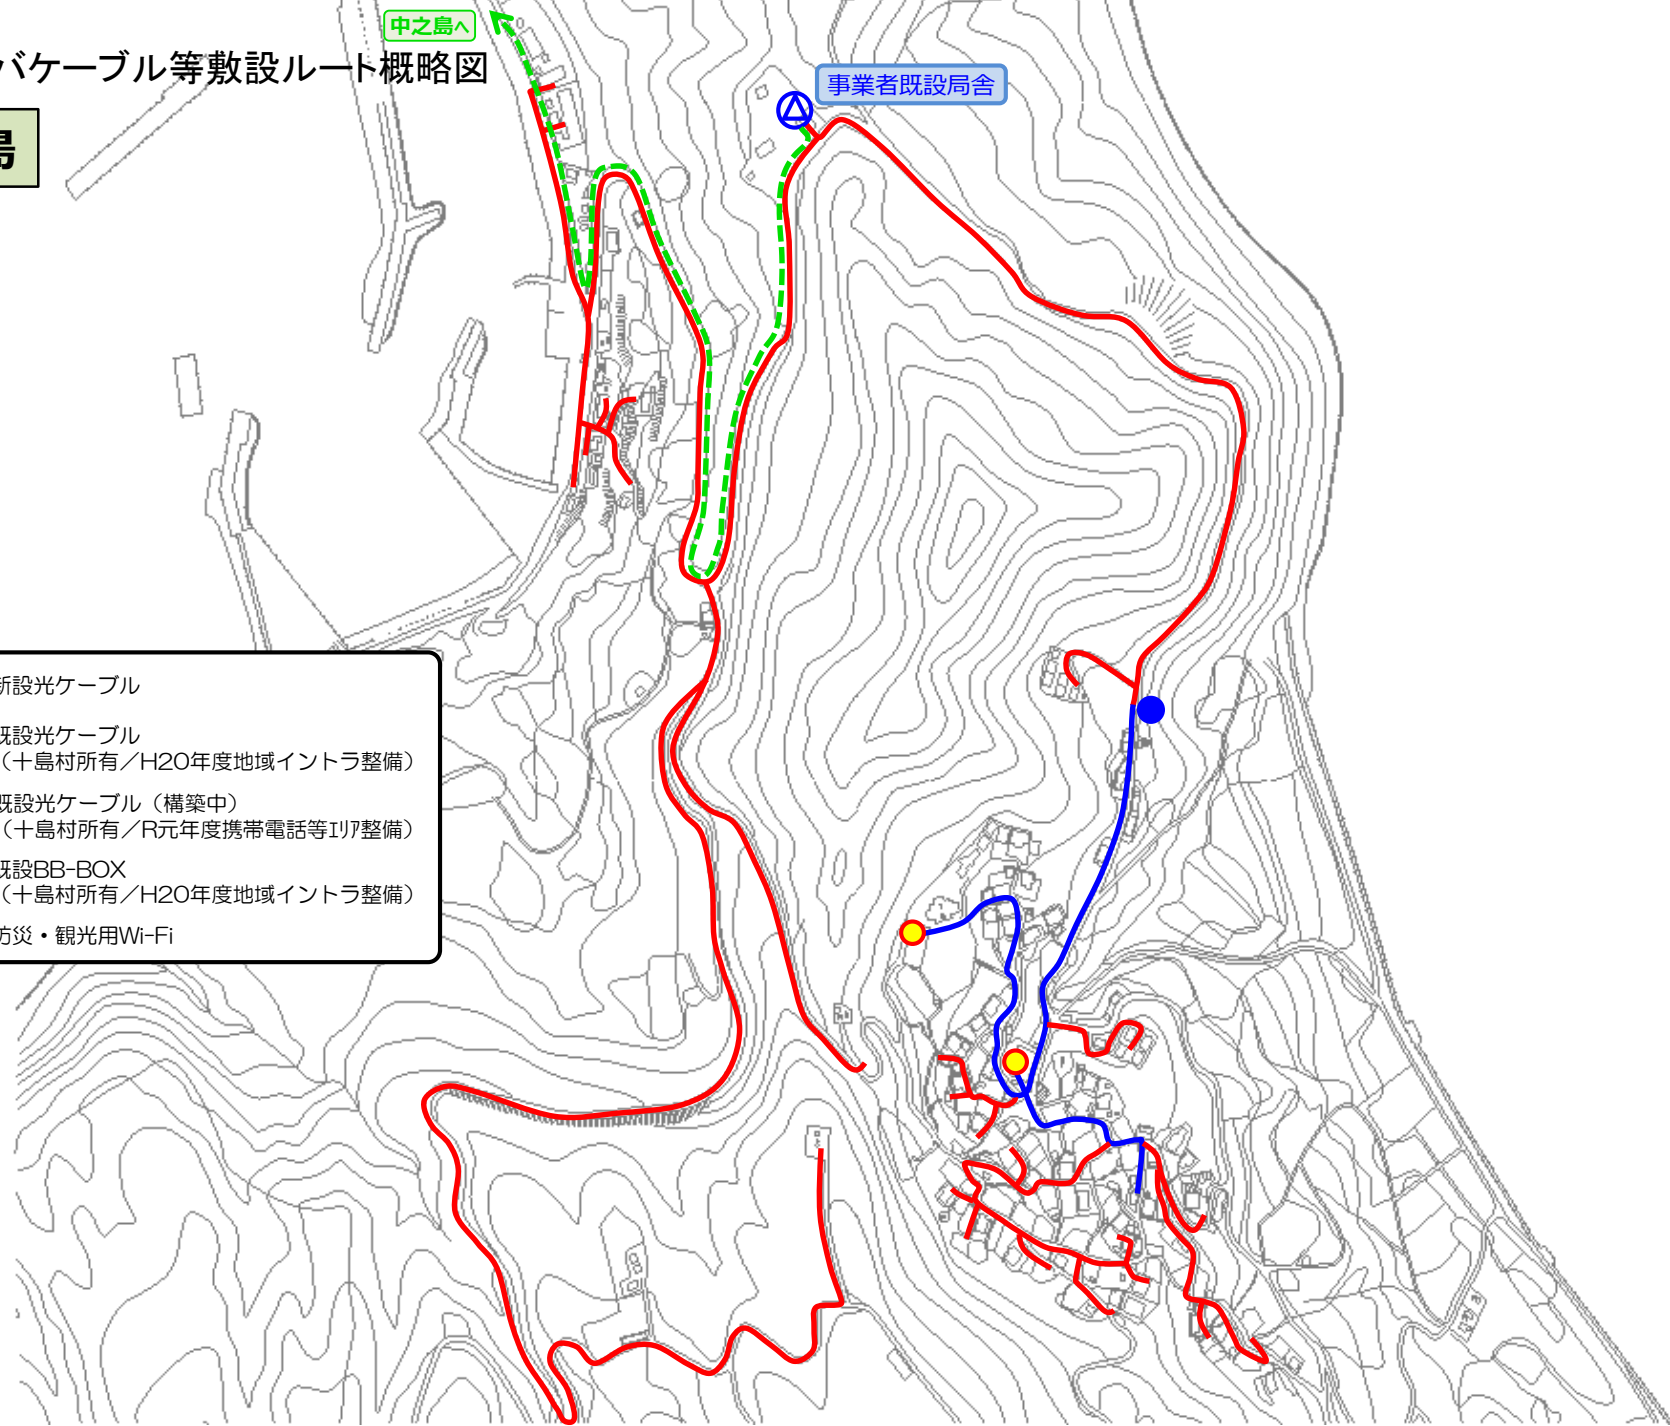 中之島へ
バケーブル等敷設ルート概略図
事業者既設局舎
島
新設光ケーブル
既設光ケーブル
（十島村所有／H20年度地域イントラ整備）
既設光ケーブル（構築中）
（十島村所有／R元年度携帯電話等ｴﾘｱ整備）
既設BB-BOX
（十島村所有／H20年度地域イントラ整備）
防災・観光用Wi-Fi